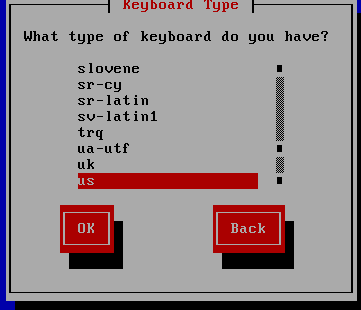 Keyboard Type
What type of keyboard do you have?
slovene
sr-cy
sr-latin
sv-latin1
trq
ua-utf
uk
us
OK Back